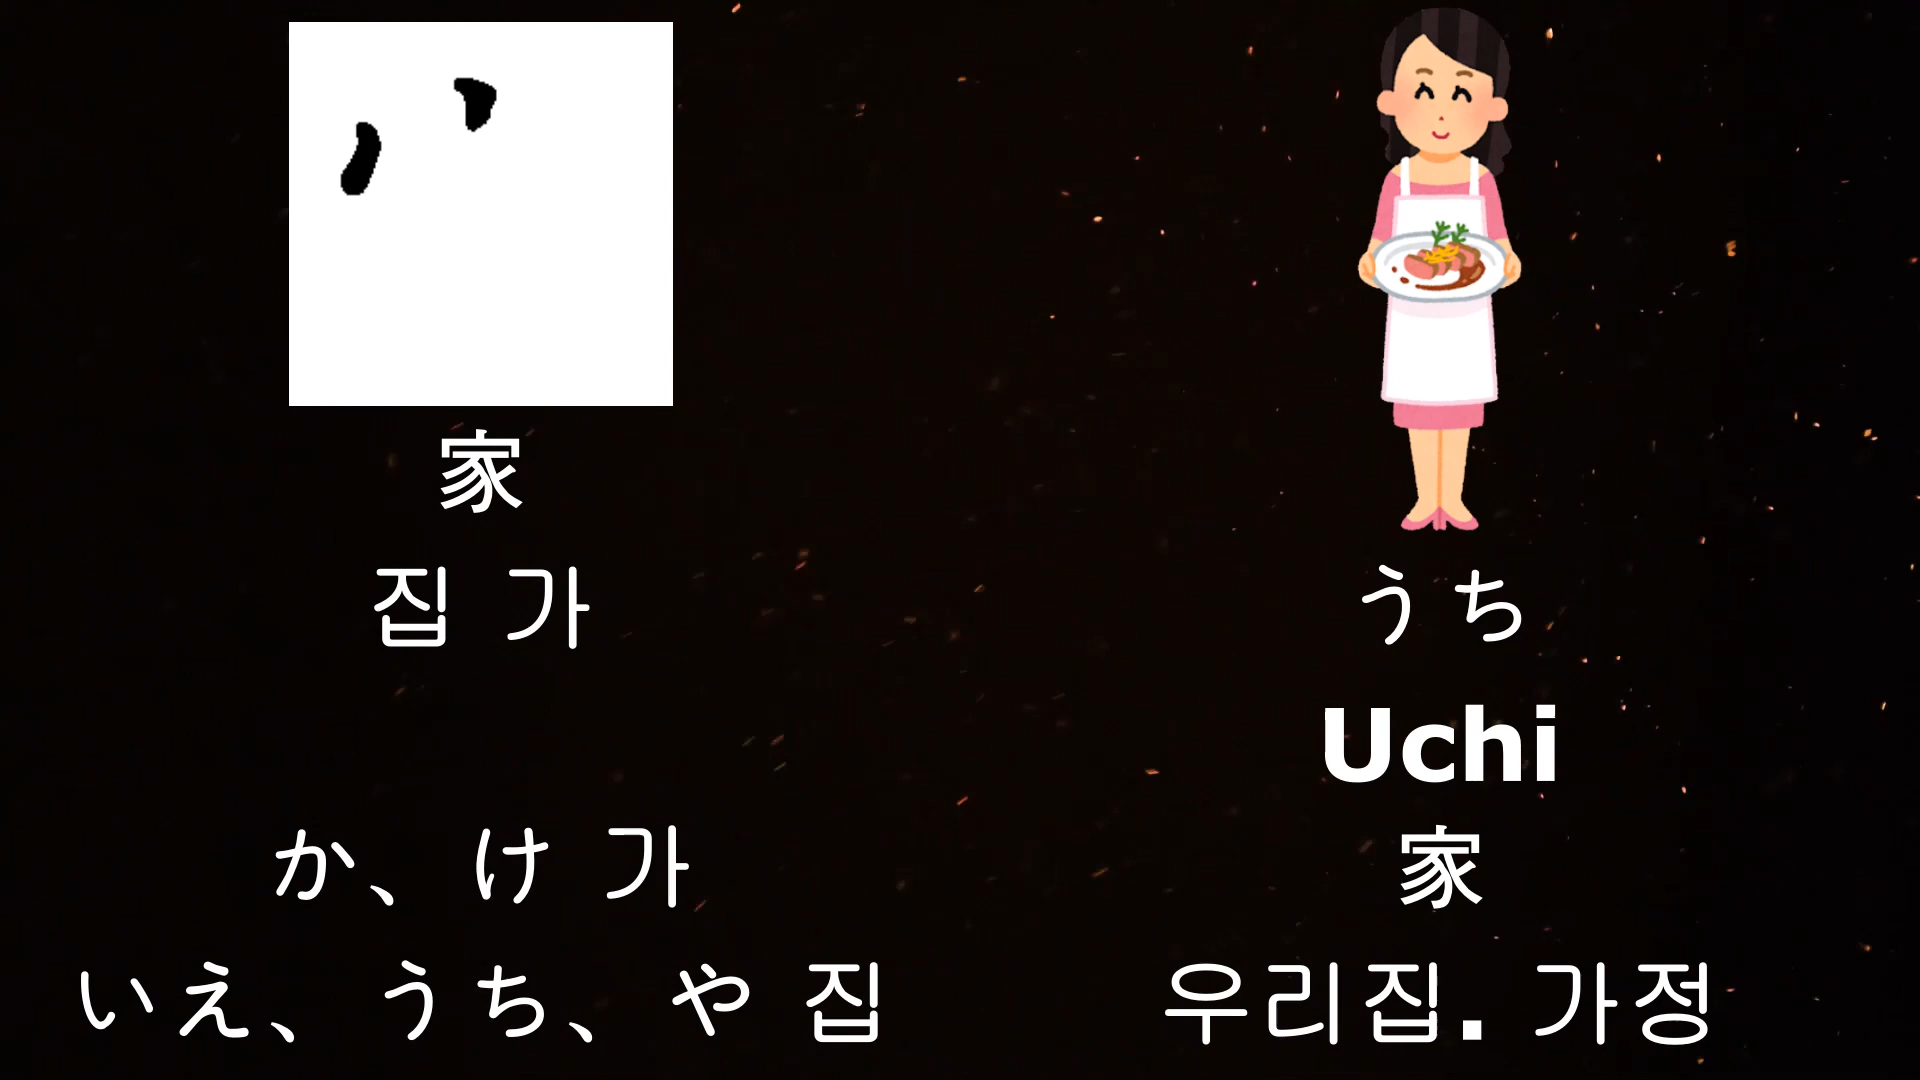 家
집 가
か、け 가
いえ、うち、や 집
うち
Uchi
家
우리집. 가정